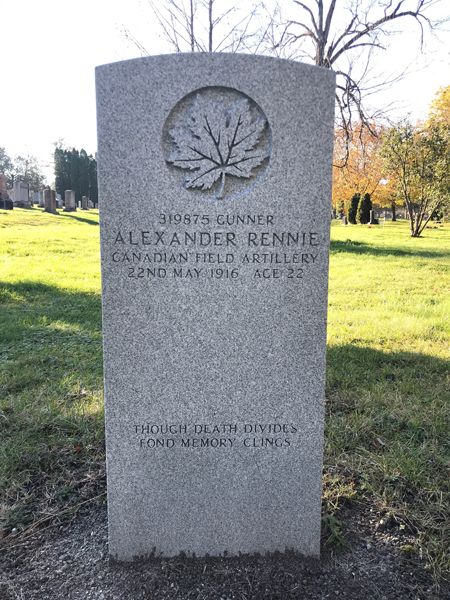 319875 GUNNER
ALEXANDER RENNIE
CANADIAN FIELD ARTILLERY
22ND MAY 1916 AGE 22
THOUGH DEATH DIVIDES
FOND MEMORY CLINGS